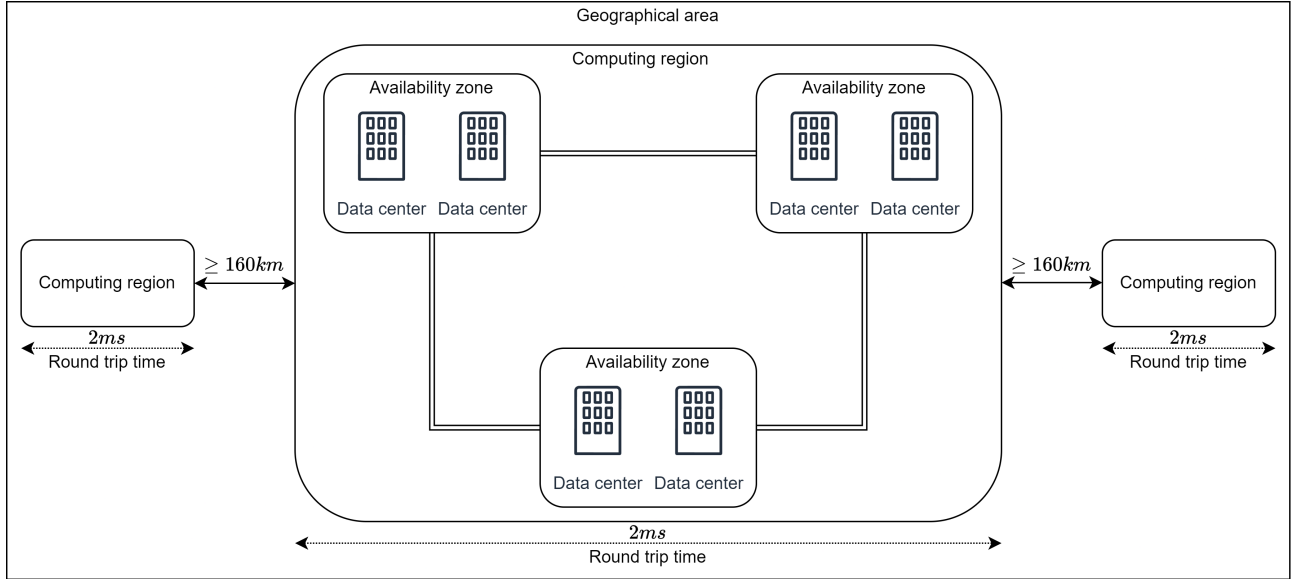 Geographical area
Computing region
Availability zone
Availability zone
Data center Data center
Data center Data center
≥ 160km
≥ 160km
Computing region
Computing region
2ms
Round trip time
2ms
Round trip time
Availability zone
Data center Data center
2ms
Round trip time